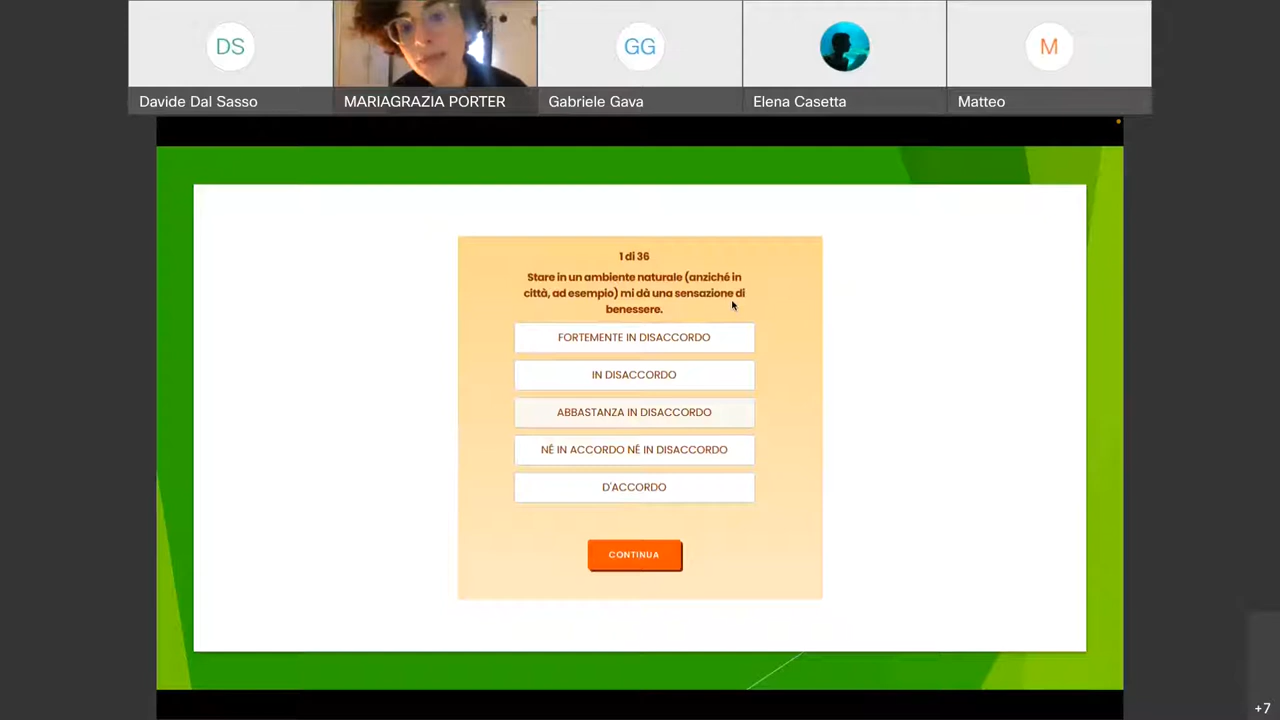 DS
GG
M
Davide Dal Sasso
MARIAGRAZIA PORTER
Gabriele Gava
Elena Casetta
Matteo
1 di 36
Stare in un ambiente naturale (anziché in
città, ad esempio) mi dà una sensazione di
benessere.
FORTEMENTE IN DISACCORDO
IN DISACCORDO
ABBASTANZA IN DISACCORDO
NÉ IN ACCORDO NÉ IN DISACCORDO
D'ACCORDO
CONTINUA
+7